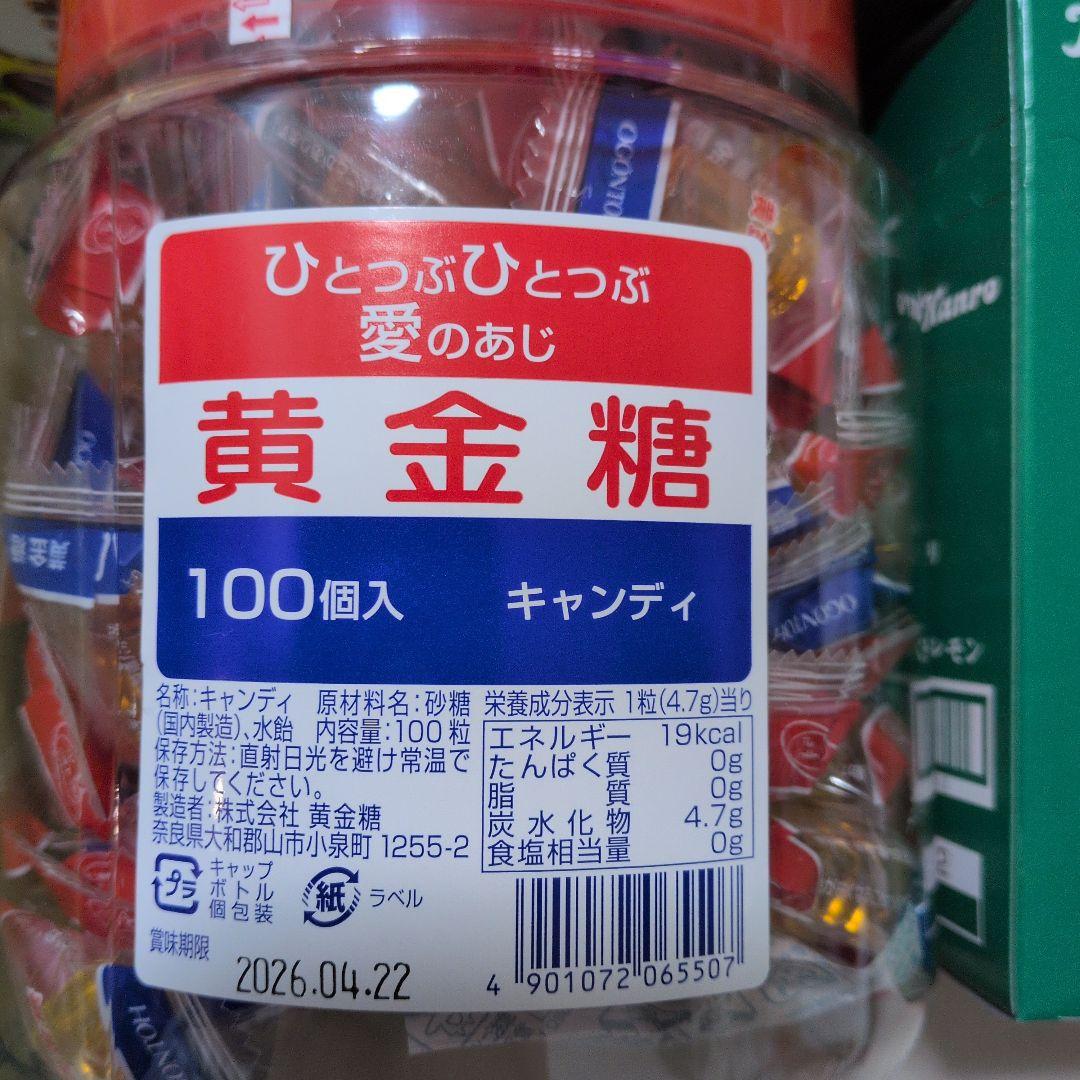 ひとつぶひとつぶ
愛のあじ
黄金糖
100個入 キャンディ
名称:キャンディ 原材料名:砂糖
(国内製造)、水飴 内容量:100粒
保存方法:直射日光を避け常温で
保存してください。
製造者:株式会社 黄金糖
奈良県大和郡山市小泉町 1255-2
プラ
キャップ
ボトル
個包装
紙
ラベル
賞味期限
2026.04.22
栄養成分表示 1粒(4.7g)当り
エネルギー 19kcal
たんぱく質 0g
脂質 0g
炭水化物 4.7g
食塩相当量 0g
4 901072 065507
OGONTOH
黄金糖
Kanro